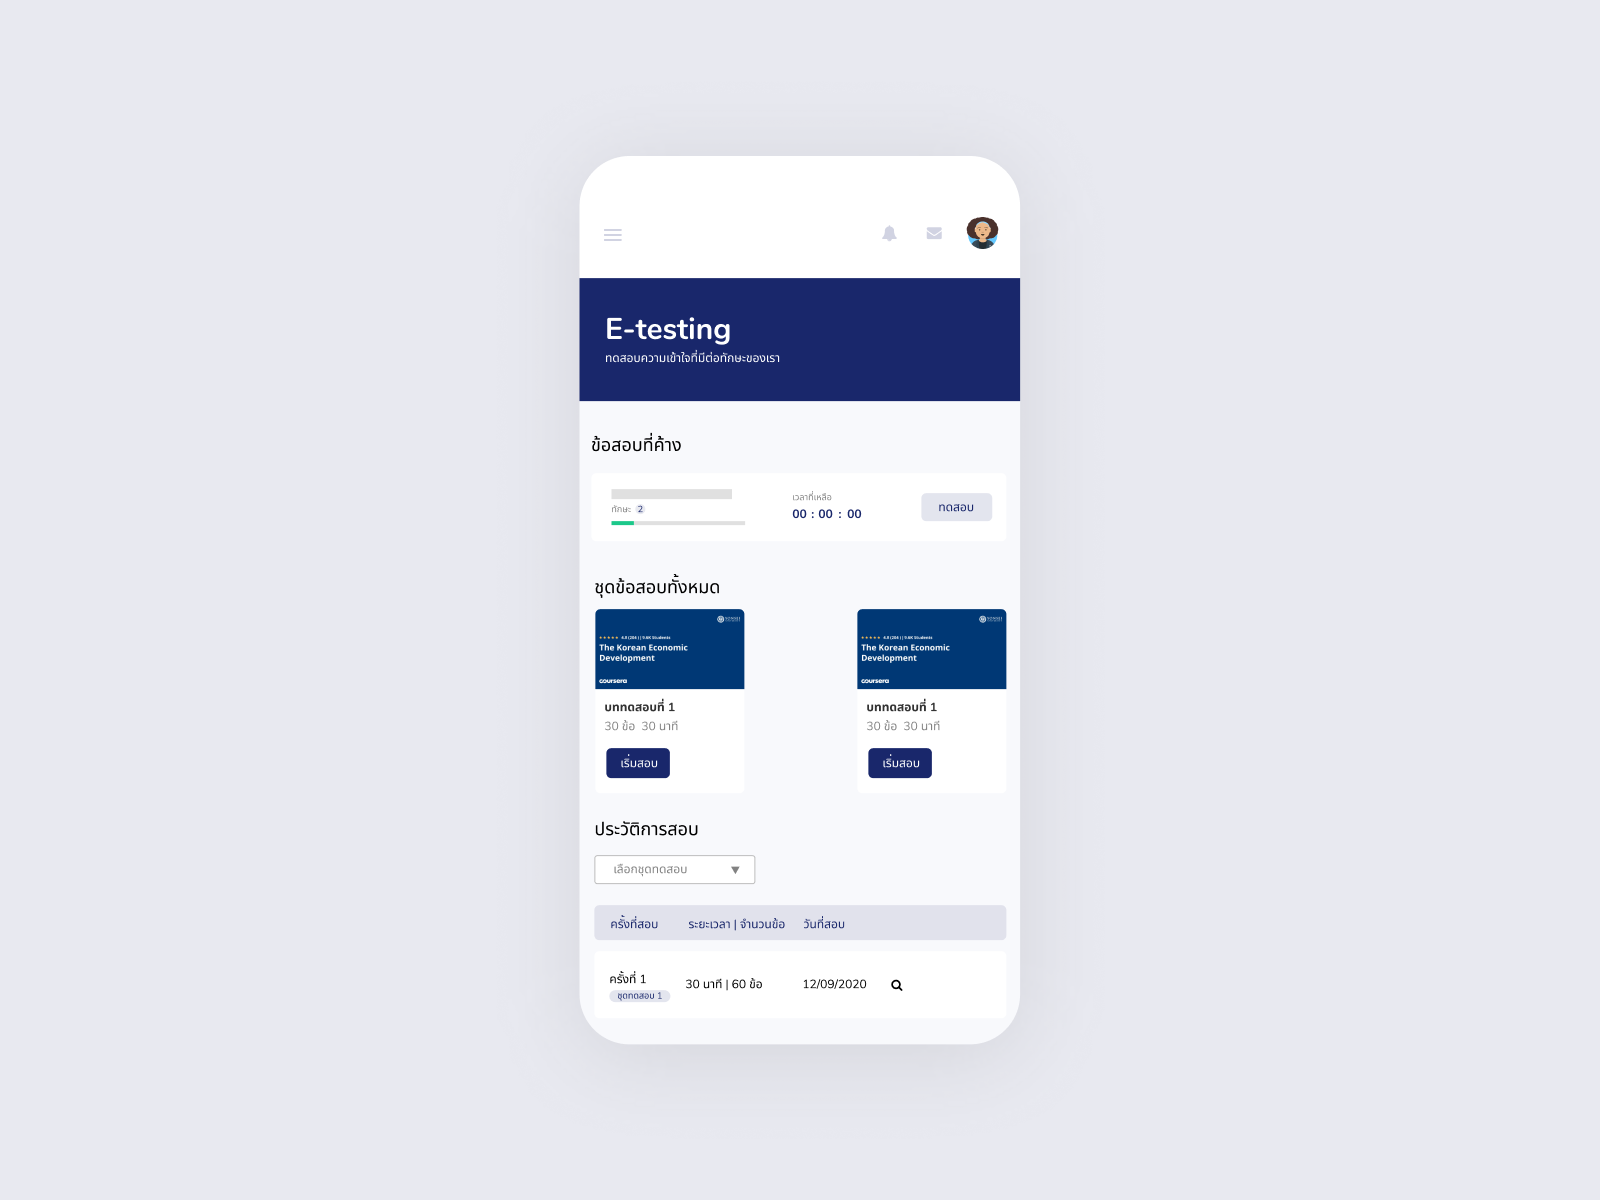 E-testing
ทดสอบความเข้าใจที่มีต่อทักษะของเรา
ข้อสอบที่ค้าง
ทักษะ 2
เวลาที่เหลือ
00 : 00 : 00
ทดสอบ
ชุดข้อสอบทั้งหมด
The Korean Economic
Development
coursera
บททดสอบที่ 1
30 ข้อ 30 นาที
เริ่มสอบ
The Korean Economic
Development
coursera
บททดสอบที่ 1
30 ข้อ 30 นาที
เริ่มสอบ
ประวัติการสอบ
เลือกชุดทดสอบ
ครั้งที่สอบ ระยะเวลา | จำนวนข้อ วันที่สอบ
ครั้งที่ 1
ชุดทดสอบ 1
30 นาที | 60 ข้อ
12/09/2020